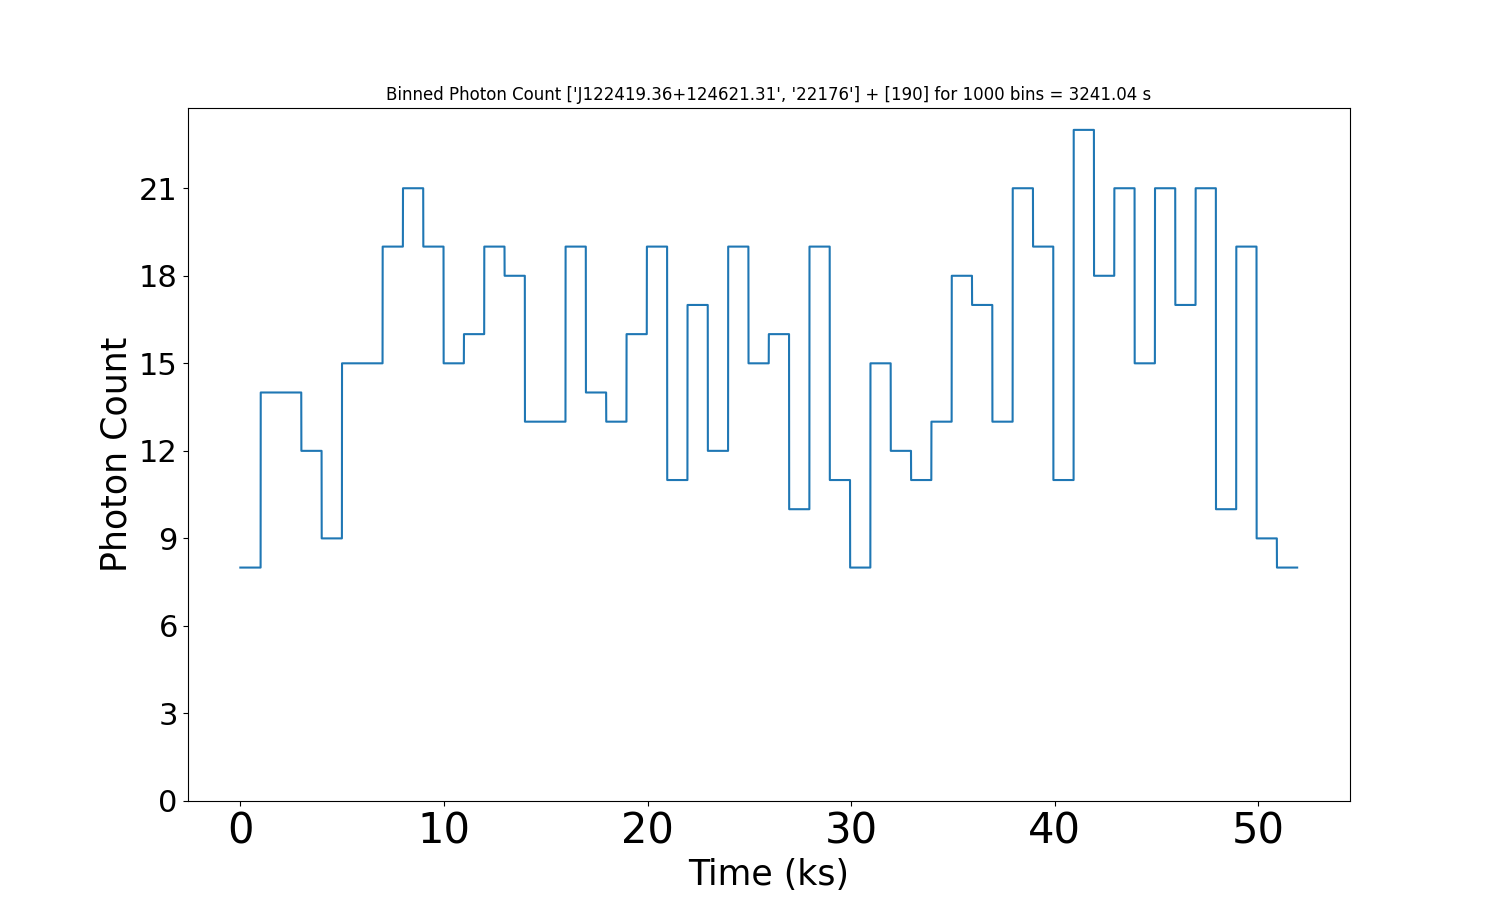 Binned Photon Count ['J122419.36+124621.31', '22176'] + [190] for 1000 bins = 3241.04 s
21
18
15
12
9
6
3
0
Photon Count
0 10 20 30 40 50
Time (ks)